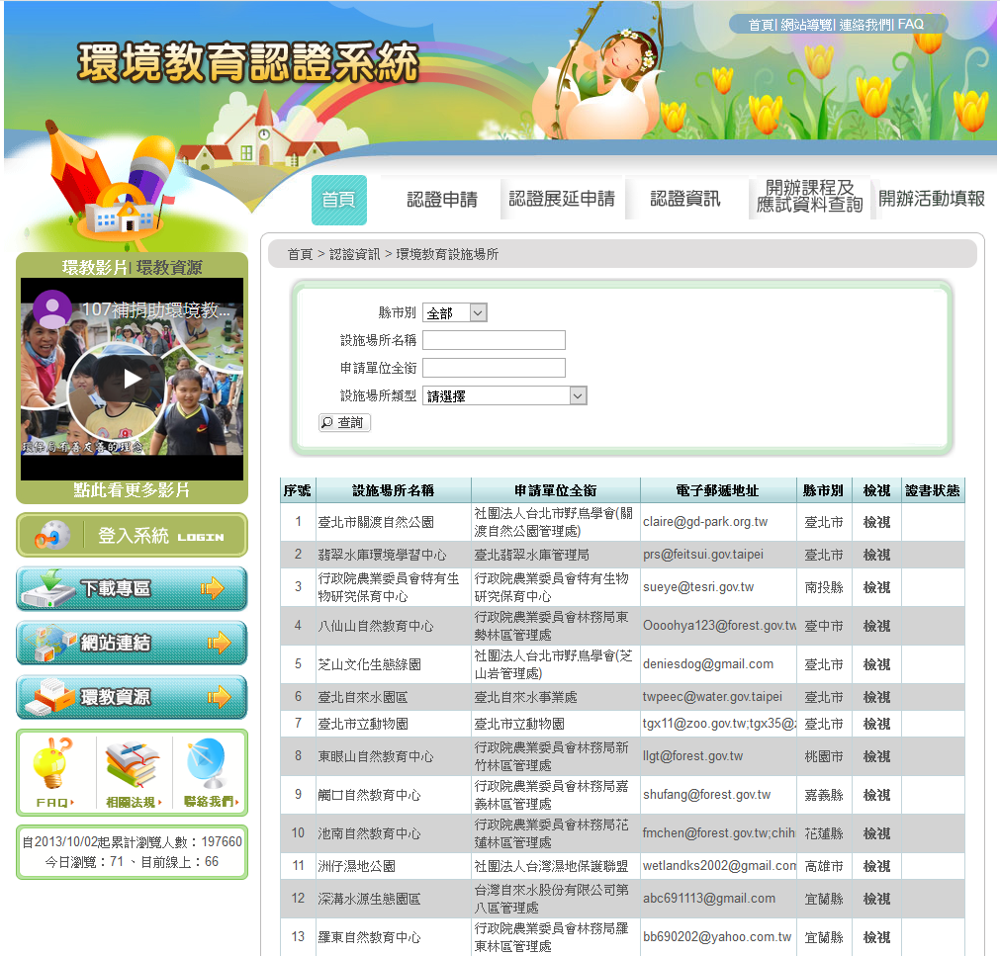 首頁| 網站導覽| 連絡我們| FAQ
環境教育認證系統
首頁
認證申請
認證展延申請
認證資訊
開辦課程及
應試資料查詢
開辦活動填報
首頁 > 認證資訊 > 環境教育設施場所
環教影片| 環教資源
107補捐助環境教...
點此看更多影片
登入系統 LOGIN
下載專區
網站連結
環教資源
FAQ
相關法規
聯絡我們
自2013/10/02起累計瀏覽人數：197660
今日瀏覽：71、目前線上：66
縣市別 全部
設施場所名稱
申請單位全銜
設施場所類型 請選擇
查詢
序號 設施場所名稱 申請單位全銜 電子郵遞地址 縣市別 檢視 證書狀態
1 臺北市關渡自然公園 社團法人台北市野鳥學會(關
渡自然公園管理處) claire@gd-park.org.tw 臺北市 檢視
2 翡翠水庫環境學習中心 臺北翡翠水庫管理局 prs@feitsui.gov.taipei 臺北市 檢視
3 行政院農業委員會特有生
物研究保育中心 行政院農業委員會特有生物
研究保育中心 sueye@tesri.gov.tw 南投縣 檢視
4 八仙山自然教育中心 行政院農業委員會林務局東
勢林區管理處 Oooohya123@forest.gov.tw 臺中市 檢視
5 芝山文化生態綠園 社團法人台北市野鳥學會(芝
山岩管理處) deniesdog@gmail.com 臺北市 檢視
6 臺北自來水園區 臺北自來水事業處 twpeec@water.gov.taipei 臺北市 檢視
7 臺北市立動物園 臺北市立動物園 tgx11@zoo.gov.tw;tgx35@z 臺北市 檢視
8 東眼山自然教育中心 行政院農業委員會林務局新
竹林區管理處 llgt@forest.gov.tw 桃園市 檢視
9 觸口自然教育中心 行政院農業委員會林務局嘉
義林區管理處 shufang@forest.gov.tw 嘉義縣 檢視
10 池南自然教育中心 行政院農業委員會林務局花
蓮林區管理處 fmchen@forest.gov.tw;chih 花蓮縣 檢視
11 洲仔濕地公園 社團法人台灣濕地保護聯盟 wetlandks2002@gmail.com 高雄市 檢視
12 深溝水源生態園區 台灣自來水股份有限公司第
八區管理處 abc691113@gmail.com 宜蘭縣 檢視
13 羅東自然教育中心 行政院農業委員會林務局羅
東林區管理處 bb690202@yahoo.com.tw 宜蘭縣 檢視